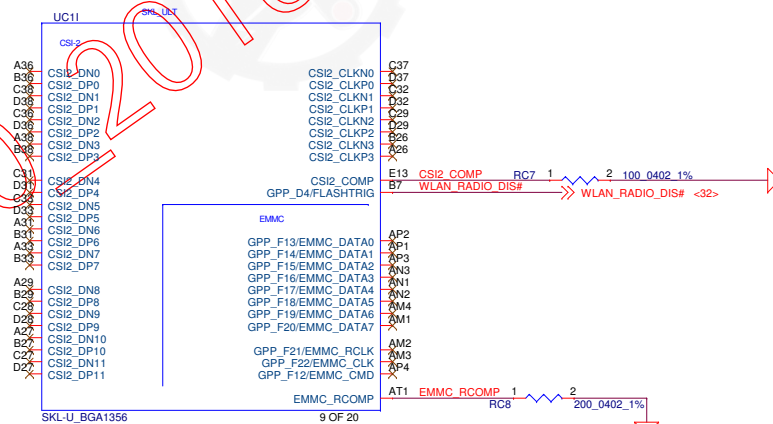 UC1I
SKL_ULT
CSI-2
A36 CSI2_DN0
B36 CSI2_DP0
C38 CSI2_DN1
D38 CSI2_DP1
C36 CSI2_DN2
D36 CSI2_DP2
A38 CSI2_DN3
B38 CSI2_DP3
C31 CSI2_DN4
D31 CSI2_DP4
C33 CSI2_DN5
D33 CSI2_DP5
A31 CSI2_DN6
B31 CSI2_DP6
A33 CSI2_DN7
B33 CSI2_DP7
A29 CSI2_DN8
B29 CSI2_DP8
C28 CSI2_DN9
D28 CSI2_DP9
A27 CSI2_DN10
B27 CSI2_DP10
C27 CSI2_DN11
D27 CSI2_DP11
CSI2_CLKN0 C37
CSI2_CLKP0 D37
CSI2_CLKN1 C32
CSI2_CLKP1 D32
CSI2_CLKN2 C29
CSI2_CLKP2 D29
CSI2_CLKN3 B26
CSI2_CLKP3 A26
CSI2_COMP E13 CSI2_COMP RC7 1 2 100_0402_1%
GPP_D4/FLASHTRIG B7 WLAN_RADIO_DIS# WLAN_RADIO_DIS# <32>
EMMC
GPP_F13/EMMC_DATA0 AP2
GPP_F14/EMMC_DATA1 AP1
GPP_F15/EMMC_DATA2 AP3
GPP_F16/EMMC_DATA3 AN3
GPP_F17/EMMC_DATA4 AN1
GPP_F18/EMMC_DATA5 AN2
GPP_F19/EMMC_DATA6 AM4
GPP_F20/EMMC_DATA7 AM1
GPP_F21/EMMC_RCLK AM2
GPP_F22/EMMC_CLK AM3
GPP_F12/EMMC_CMD AP4
EMMC_RCOMP AT1 EMMC_RCOMP RC8 1 2 200_0402_1%
SKL-U_BGA1356
9 OF 20